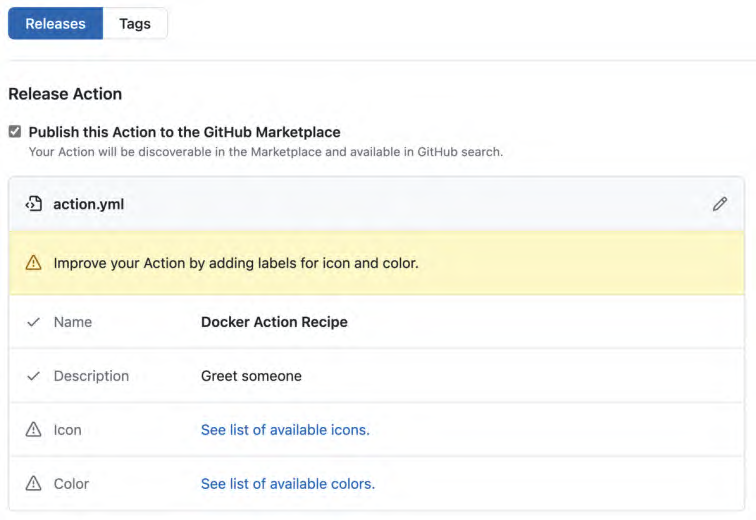 Releases Tags
Release Action
Publish this Action to the GitHub Marketplace
Your Action will be discoverable in the Marketplace and available in GitHub search.
action.yml
Improve your Action by adding labels for icon and color.
Name Docker Action Recipe
Description Greet someone
Icon See list of available icons.
Color See list of available colors.